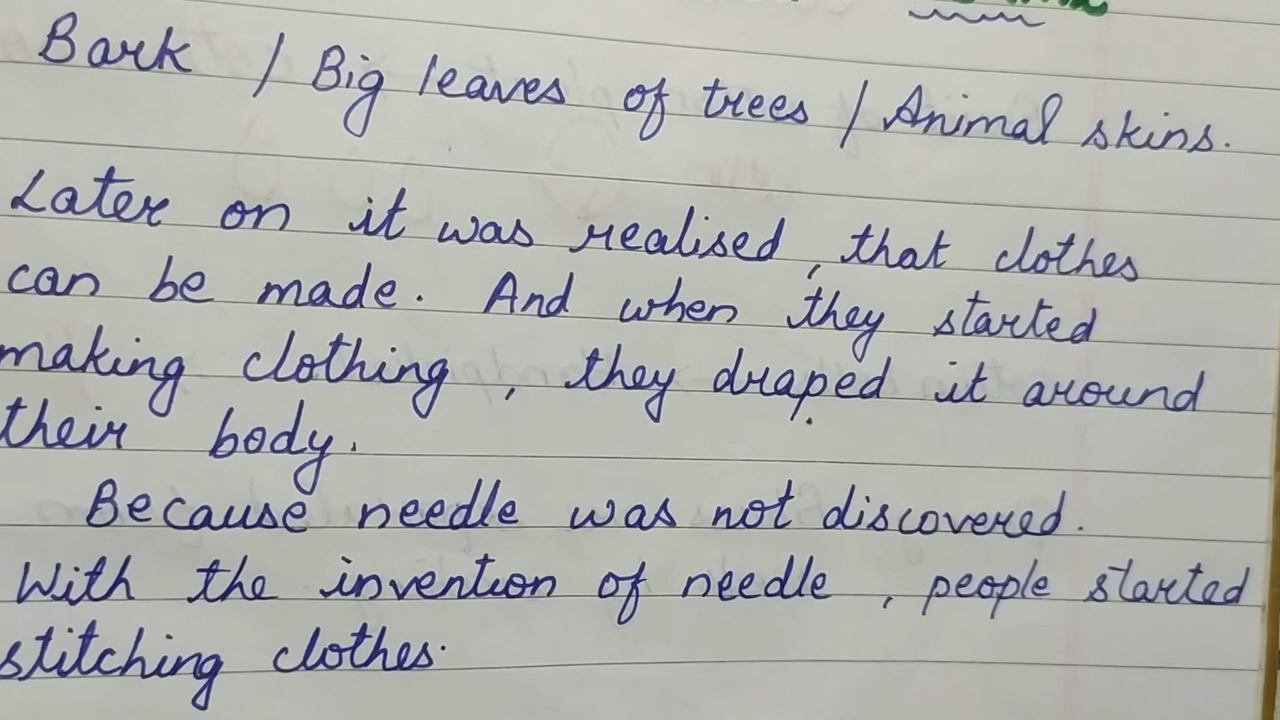 Bark / Big leaves of trees / Animal skins.
Later on it was realised, that clothes
can be made. And when they started
making clothing, they draped it around
their body.
Because needle was not discovered.
With the invention of needle, people started
stitching clothes.